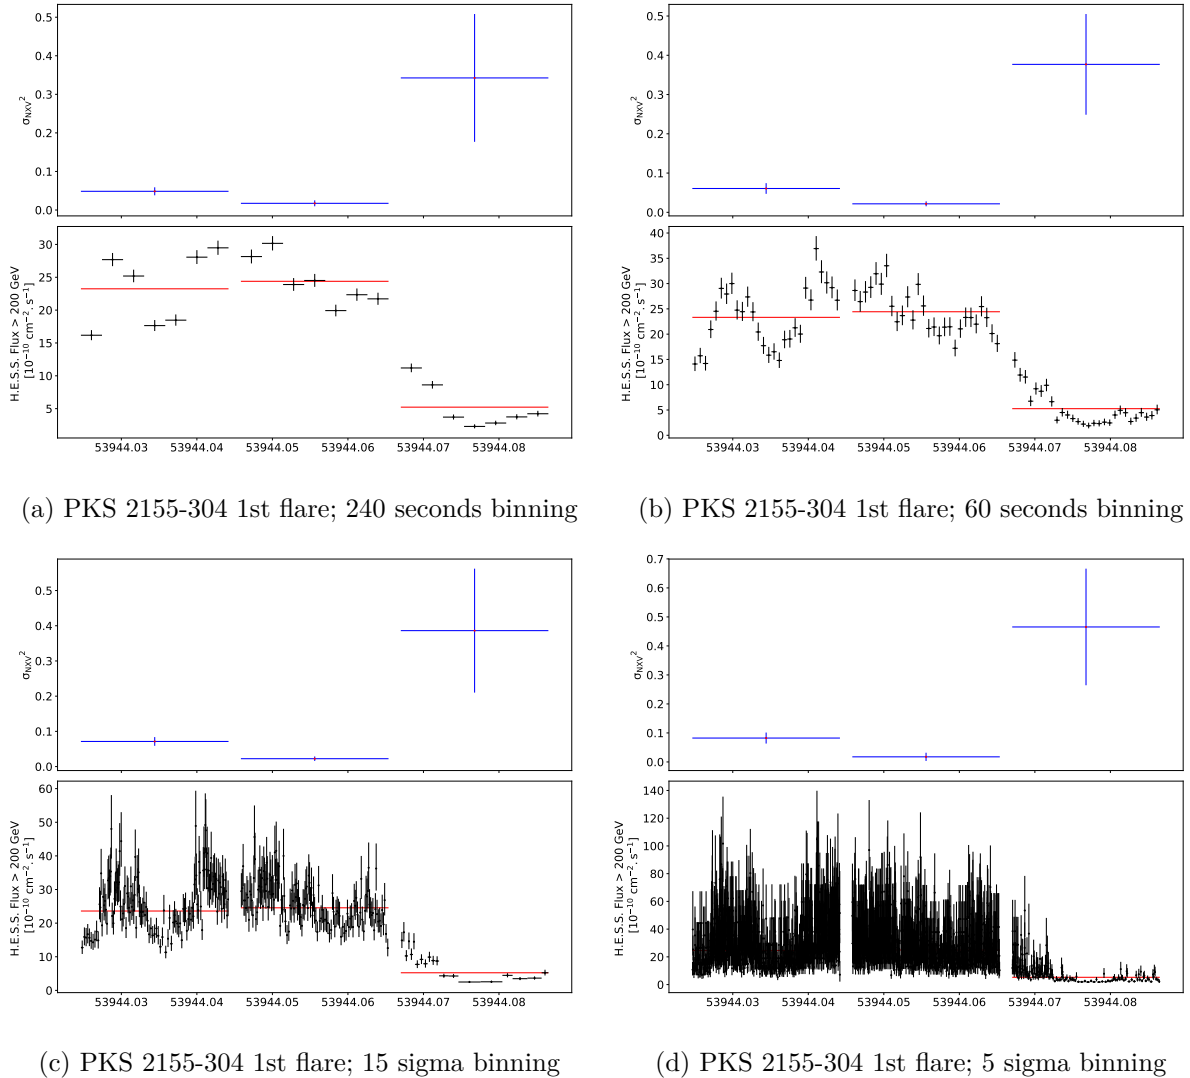 0.5
0.4
0.3
0.2
0.1
0.0
σNXV²
30
25
20
15
10
5
H.E.S.S. Flux > 200 GeV
[10⁻¹⁰ cm⁻².s⁻¹]
53944.03 53944.04 53944.05 53944.06 53944.07 53944.08
(a) PKS 2155-304 1st flare; 240 seconds binning
0.5
0.4
0.3
0.2
0.1
0.0
σNXV²
40
35
30
25
20
15
10
5
0
H.E.S.S. Flux > 200 GeV
[10⁻¹⁰ cm⁻².s⁻¹]
53944.03 53944.04 53944.05 53944.06 53944.07 53944.08
(b) PKS 2155-304 1st flare; 60 seconds binning
0.5
0.4
0.3
0.2
0.1
0.0
σNXV²
60
50
40
30
20
10
0
H.E.S.S. Flux > 200 GeV
[10⁻¹⁰ cm⁻².s⁻¹]
53944.03 53944.04 53944.05 53944.06 53944.07 53944.08
(c) PKS 2155-304 1st flare; 15 sigma binning
0.7
0.6
0.5
0.4
0.3
0.2
0.1
0.0
σNXV²
140
120
100
80
60
40
20
0
H.E.S.S. Flux > 200 GeV
[10⁻¹⁰ cm⁻².s⁻¹]
53944.03 53944.04 53944.05 53944.06 53944.07 53944.08
(d) PKS 2155-304 1st flare; 5 sigma binning